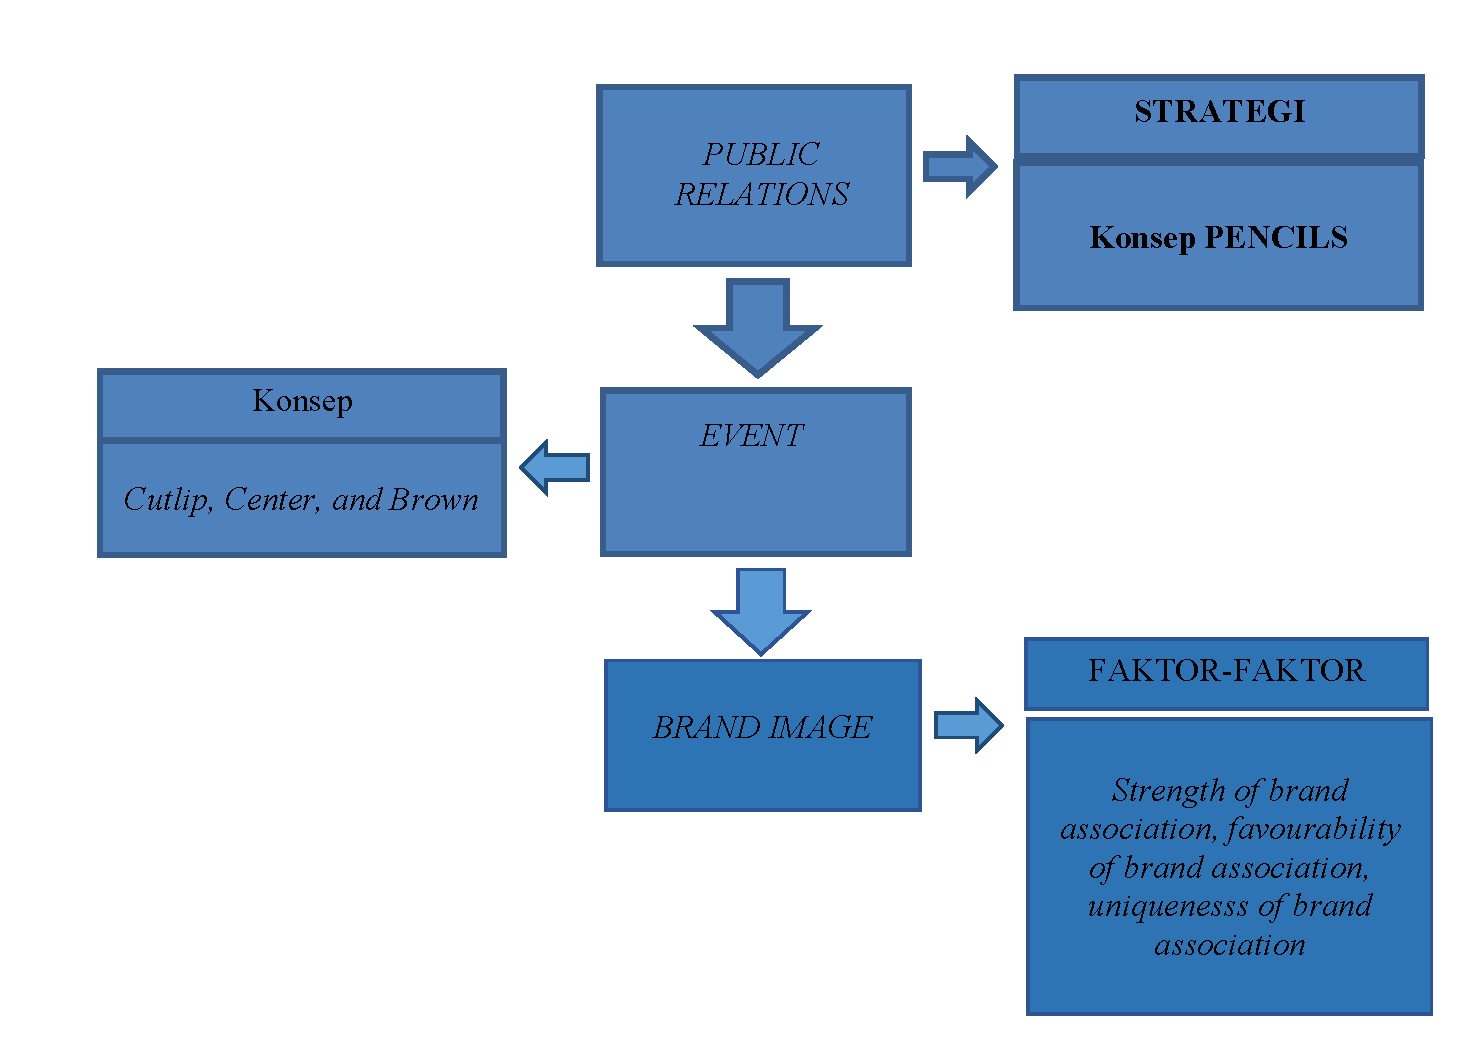 PUBLIC
RELATIONS
STRATEGI
Konsep PENCILS
Konsep
Cutlip, Center, and Brown
EVENT
BRAND IMAGE
FAKTOR-FAKTOR
Strength of brand
association, favourability
of brand association,
uniquenesss of brand
association